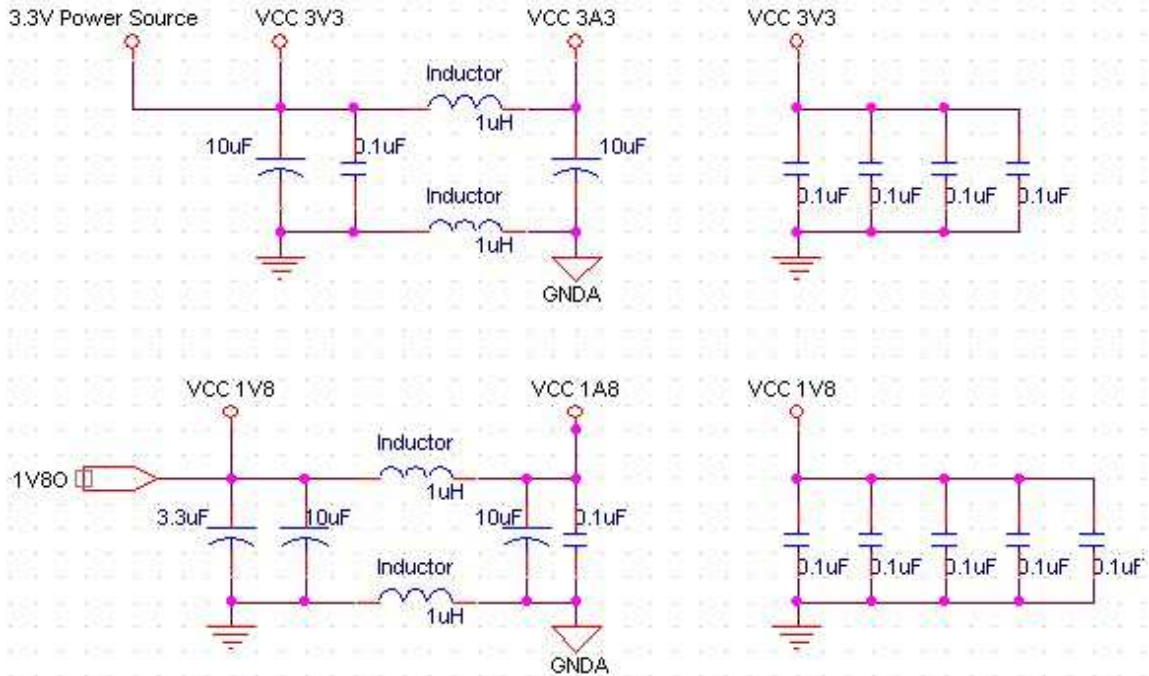 3.3V Power Source
VCC 3V3
VCC 3A3
VCC 3V3
Inductor
1uH
10uF
0.1uF
10uF
0.1uF
0.1uF
0.1uF
0.1uF
Inductor
1uH
GNDA
VCC 1V8
VCC 1A8
VCC 1V8
Inductor
1V8O
1uH
3.3uF
10uF
10uF
0.1uF
0.1uF
0.1uF
0.1uF
0.1uF
0.1uF
Inductor
1uH
GNDA